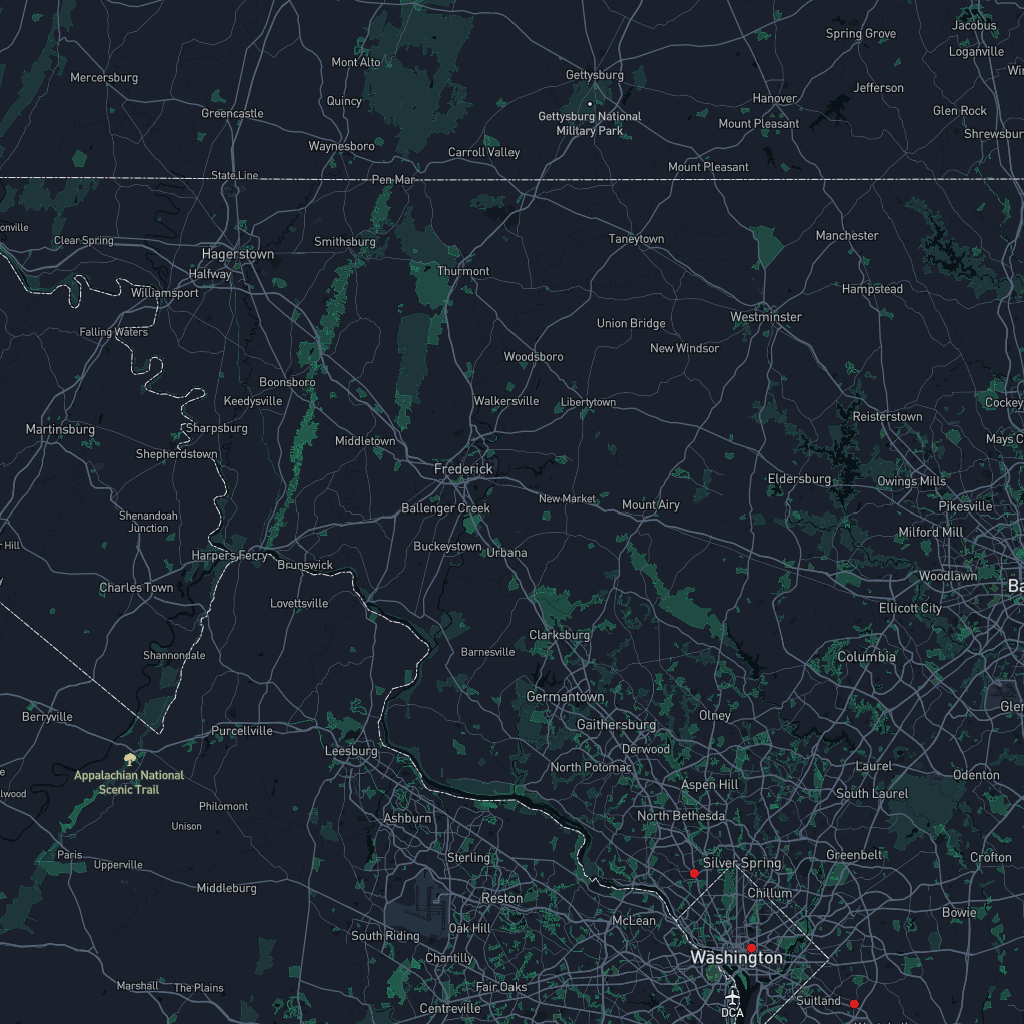 Jacobus
Spring Grove
Loganville
Mont Alto
Mercersburg
Gettysburg
Jefferson
Quincy
Hanover
Greencastle
Glen Rock
Gettysburg National
Military Park
Mount Pleasant
Shrewsbur
Waynesboro
Carroll Valley
Mount Pleasant
State Line
Pen Mar
onville
Clear Spring
Smithsburg
Taneytown
Manchester
Hagerstown
Halfway
Thurmont
Williamsport
Hampstead
Falling Waters
Union Bridge
Westminster
New Windsor
Woodsboro
Boonsboro
Keedysville
Walkersville
Libertytown
Cockey
Reisterstown
Martinsburg
Sharpsburg
Middletown
Mays C
Shepherdstown
Frederick
Eldersburg
Owings Mills
New Market
Mount Airy
Ballenger Creek
Pikesville
Shenandoah
Junction
Milford Mill
r Hill
Harpers Ferry
Buckeystown
Urbana
Brunswick
Woodlawn
Charles Town
Ba
Lovettsville
Ellicott City
Clarksburg
Shannondale
Barnesville
Columbia
Germantown
Glen
Berryville
Olney
Gaithersburg
Purcellville
Leesburg
Derwood
North Potomac
Laurel
Odenton
Appalachian National
Scenic Trail
Aspen Hill
South Laurel
elwood
Philomont
Ashburn
North Bethesda
Unison
Paris
Upperville
Sterling
Silver Spring
Greenbelt
Crofton
Middleburg
Reston
Chillum
McLean
Bowie
Oak Hill
South Riding
Chantilly
Washington
Marshall
The Plains
Fair Oaks
Suitland
Centreville
DCA